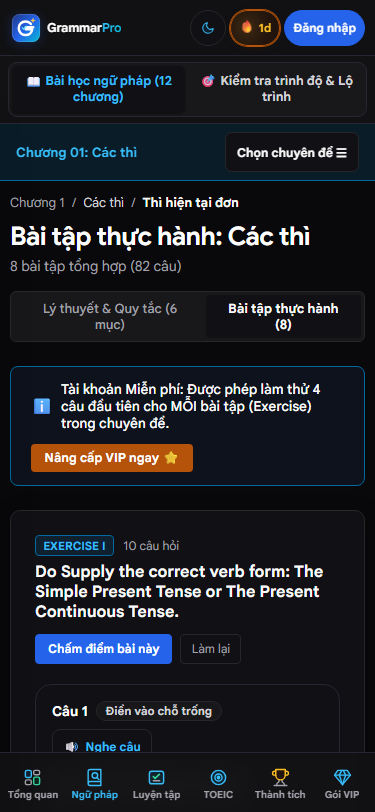 GrammarPro
1d
Đăng nhập
Bài học ngữ pháp (12
chương)
Kiểm tra trình độ & Lộ
trình
Chương 01: Các thì
Chọn chuyên đề ☰
Chương 1 / Các thì / Thì hiện tại đơn
Bài tập thực hành: Các thì
8 bài tập tổng hợp (82 câu)
Lý thuyết & Quy tắc (6
mục)
Bài tập thực hành
(8)
Tài khoản Miễn phí: Được phép làm thử 4
câu đầu tiên cho MỖI bài tập (Exercise)
trong chuyên đề.
Nâng cấp VIP ngay
EXERCISE I 10 câu hỏi
Do Supply the correct verb form: The
Simple Present Tense or The Present
Continuous Tense.
Chấm điểm bài này
Làm lại
Câu 1 Điền vào chỗ trống
Nghe câu
Tổng quan
Ngữ pháp
Luyện tập
TOEIC
Thành tích
Gói VIP